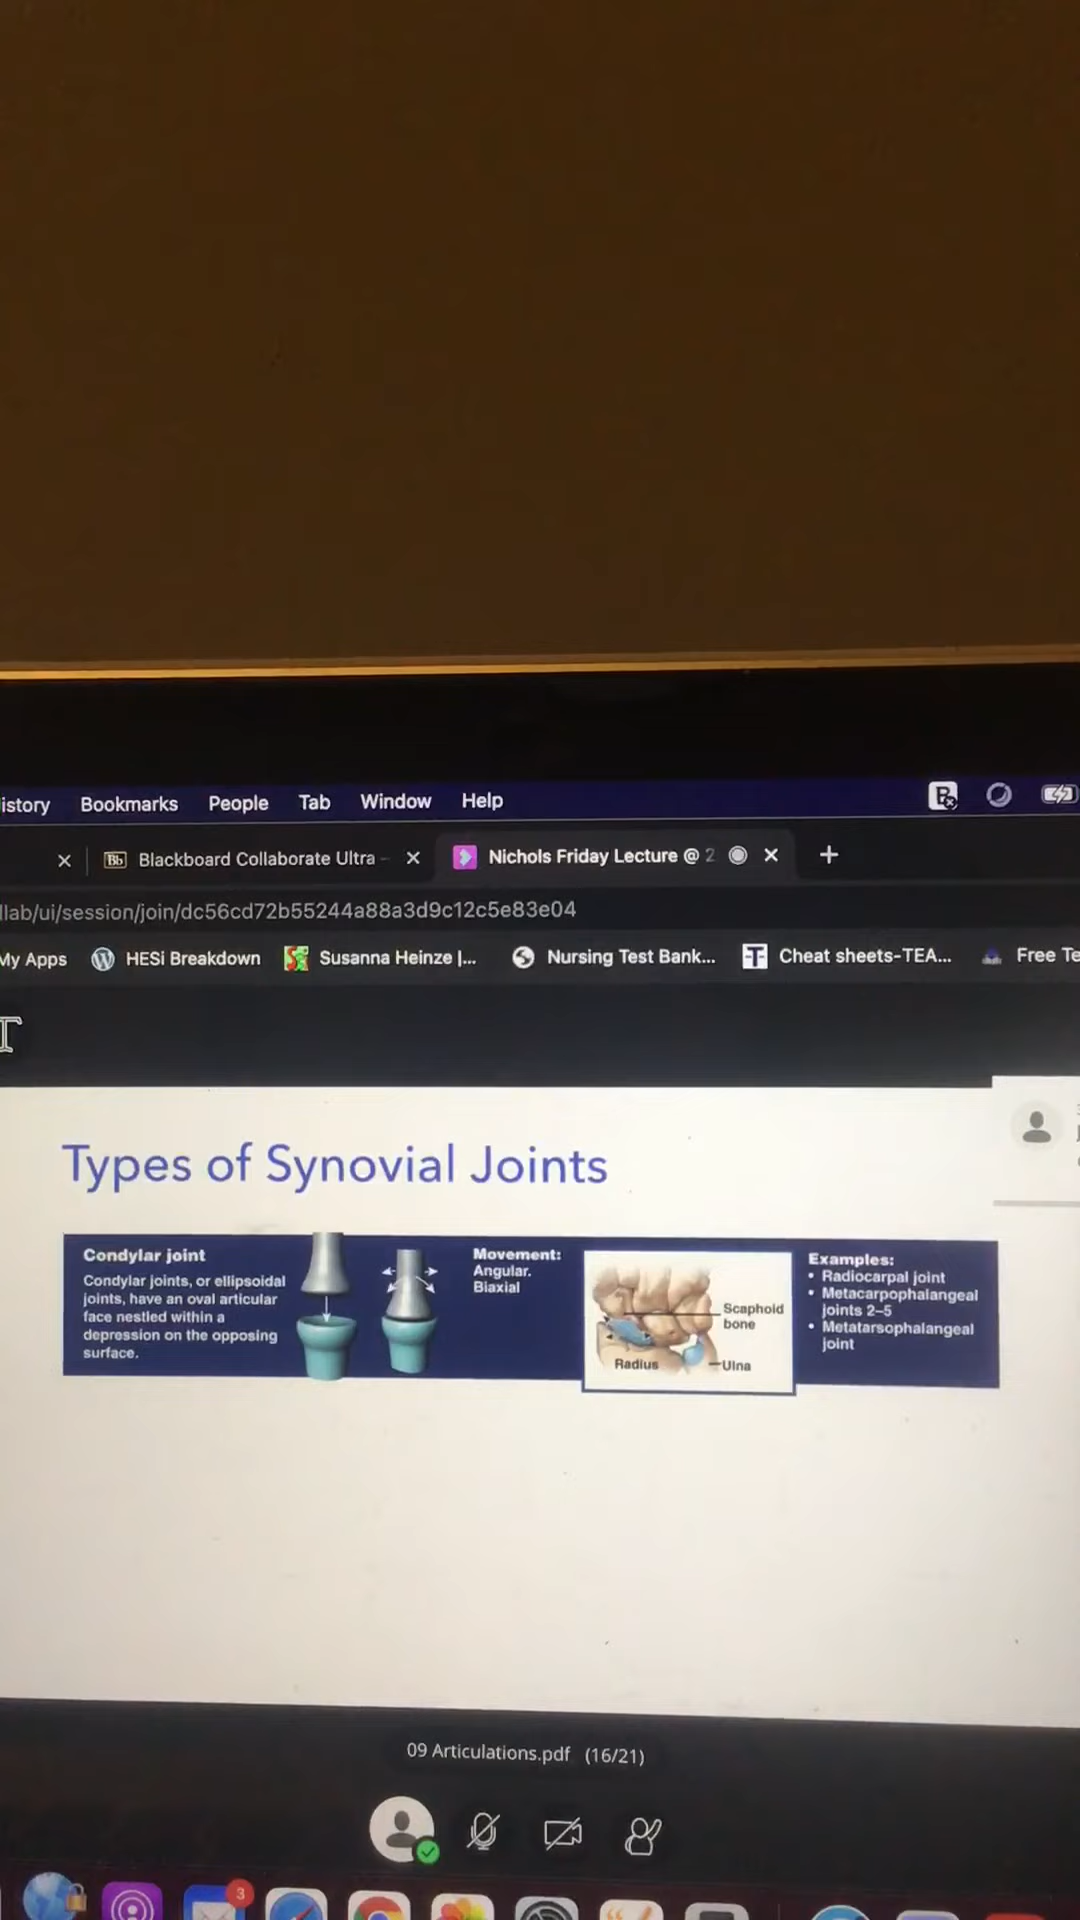 istory Bookmarks People Tab Window Help
Blackboard Collaborate Ultra - Nichols Friday Lecture @ 2
llab/ui/session/join/dc56cd72b55244a88a3d9c12c5e83e04
My Apps HESi Breakdown Susanna Heinze |... Nursing Test Bank... Cheat sheets-TEA... Free Te
Types of Synovial Joints
Condylar joint
Condylar joints, or ellipsoidal
joints, have an oval articular
face nestled within a
depression on the opposing
surface.
Movement:
Angular.
Biaxial
Scaphoid
bone
Radius
Ulna
Examples:
• Radiocarpal joint
• Metacarpophalangeal
joints 2–5
• Metatarsophalangeal
joint
09 Articulations.pdf (16/21)
3